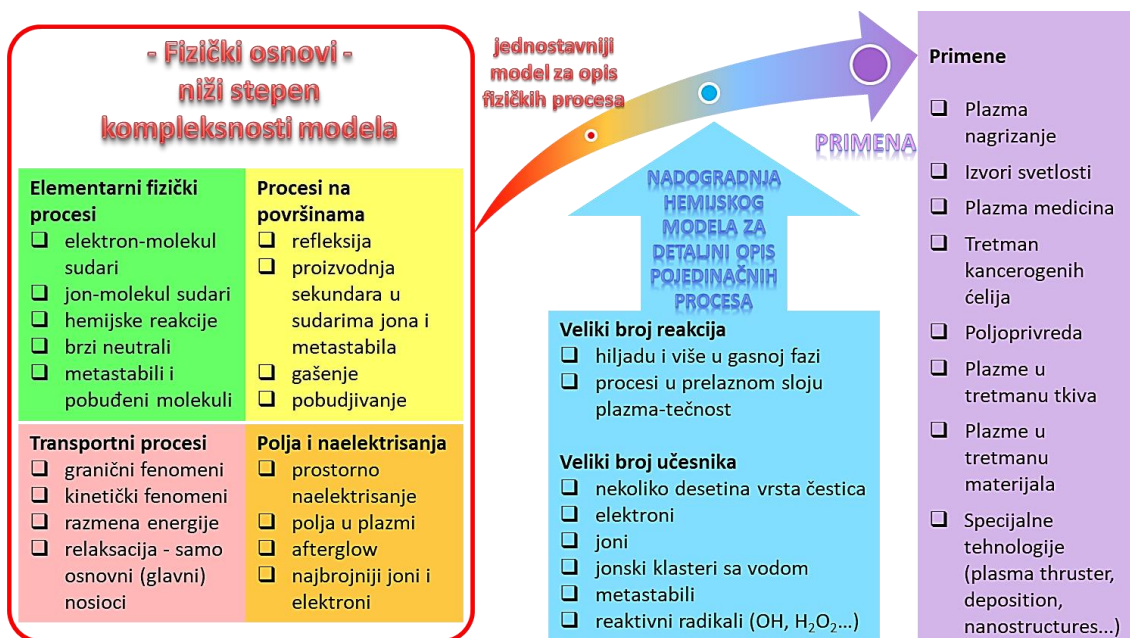 - Fizički osnovi -
niži stepen
kompleksnosti modela
Elementarni fizički
procesi
❑ elektron-molekul
sudari
❑ jon-molekul sudari
❑ hemijske reakcije
❑ brzi neutrali
❑ metastabili i
pobuđeni molekuli
Procesi na
površinama
❑ refleksija
❑ proizvodnja
sekundara u
sudarima jona i
metastabila
❑ gašenje
❑ pobudjivanje
Transportni procesi
❑ granični fenomeni
❑ kinetički fenomeni
❑ razmena energije
❑ relaksacija - samo
osnovni (glavni)
nosioci
Polja i naelektrisanja
❑ prostorno
naelektrisanje
❑ polja u plazmi
❑ afterglow
❑ najbrojniji joni i
elektroni
jednostavniji
model za opis
fizičkih procesa
PRIMENA
NADOGRADNJA
HEMIJSKOG
MODELA ZA
DETALJNI OPIS
POJEDINAČNIH
PROCESA
Veliki broj reakcija
❑ hiljadu i više u gasnoj fazi
❑ procesi u prelaznom sloju
plazma-tečnost
Veliki broj učesnika
❑ nekoliko desetina vrsta čestica
❑ elektroni
❑ joni
❑ jonski klasteri sa vodom
❑ metastabili
❑ reaktivni radikali (OH, H₂O₂...)
Primene
❑ Plazma
nagrizanje
❑ Izvori svetlosti
❑ Plazma medicina
❑ Tretman
kancerogenih
ćelija
❑ Poljoprivreda
❑ Plazme u
tretmanu tkiva
❑ Plazme u
tretmanu
materijala
❑ Specijalne
tehnologije
(plasma thruster,
deposition,
nanostructures...)